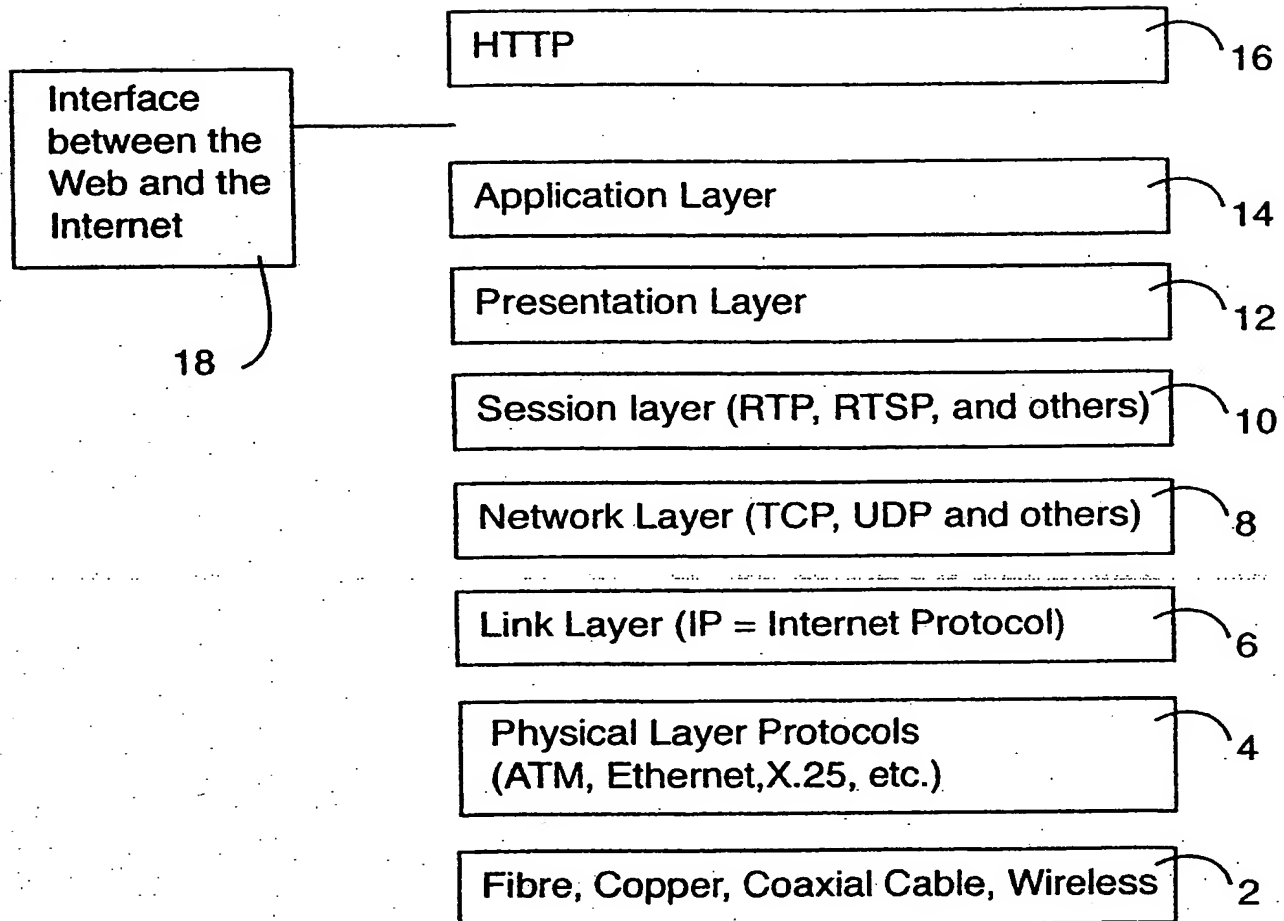 HTTP
16
Interface
between the
Web and the
Internet
18
Application Layer
14
Presentation Layer
12
Session layer (RTP, RTSP, and others)
10
Network Layer (TCP, UDP and others)
8
Link Layer (IP = Internet Protocol)
6
Physical Layer Protocols
(ATM, Ethernet,X.25, etc.)
4
Fibre, Copper, Coaxial Cable, Wireless
2